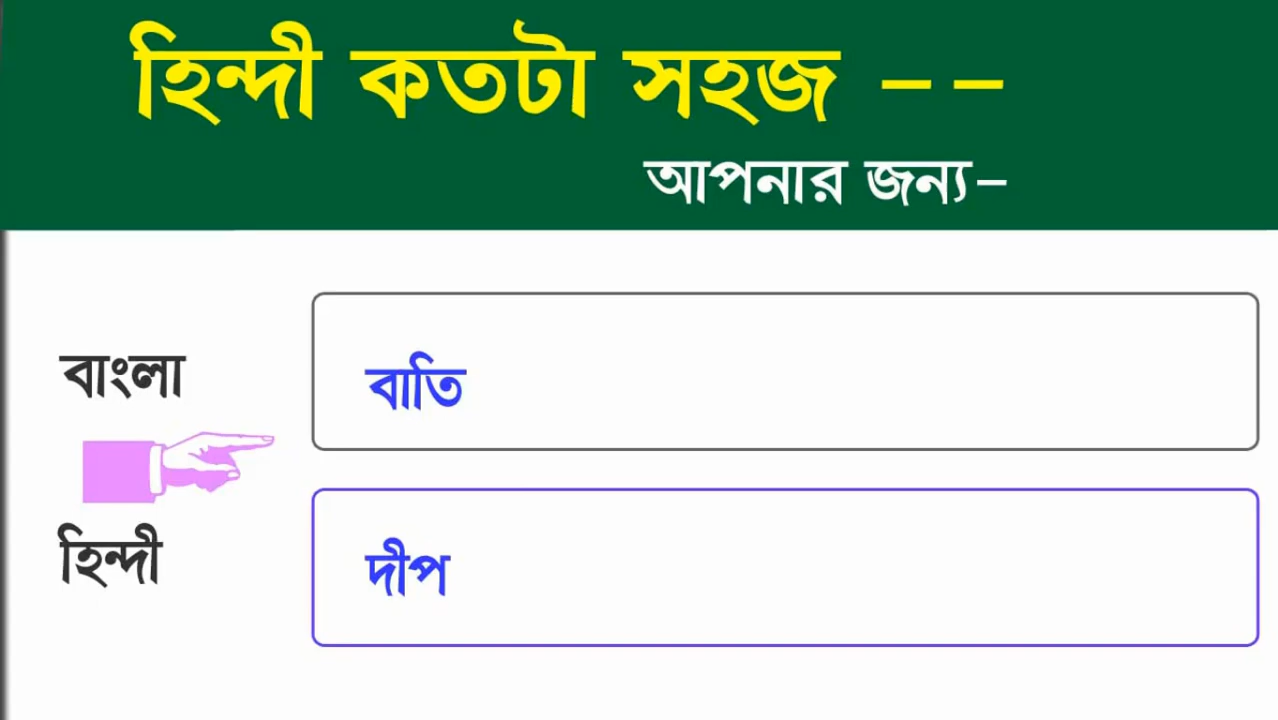 হিন্দী কতটা সহজ --
আপনার জন্য-
বাংলা
বাতি
হিন্দী
দীপ